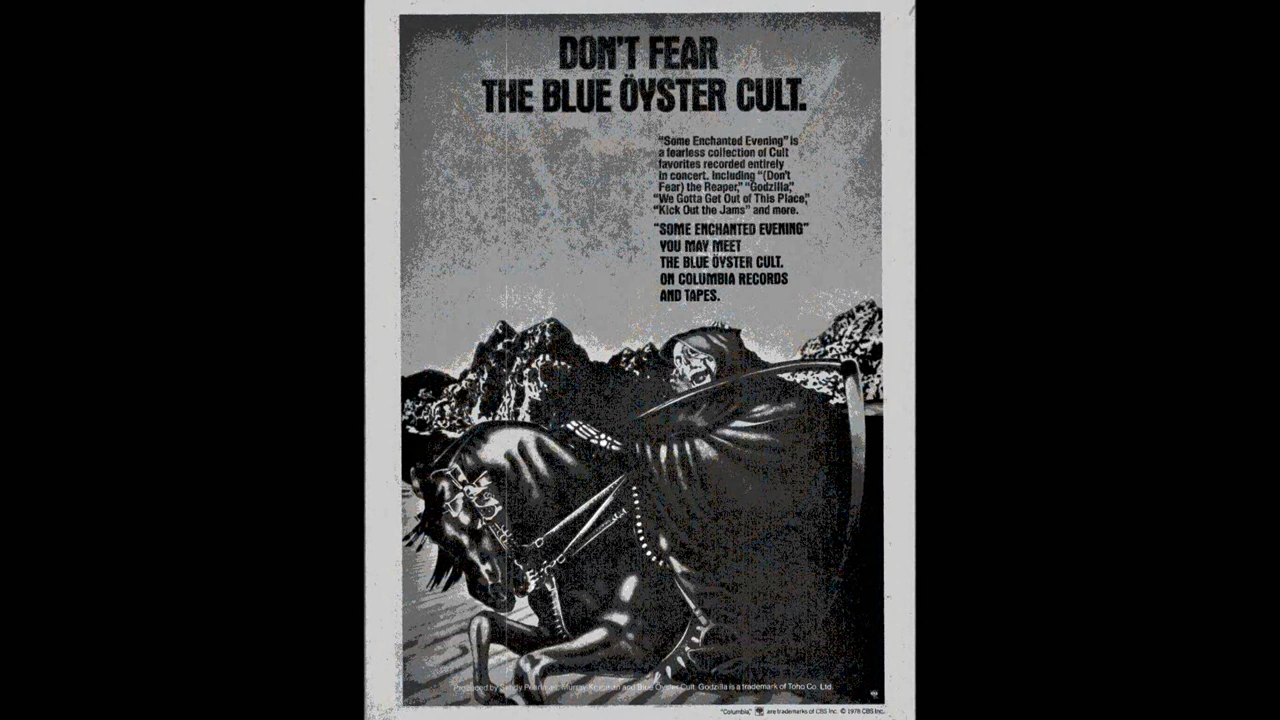 DON'T FEAR
THE BLUE ÖYSTER CULT.
"Some Enchanted Evening" is
a fearless collection of Cult
favorites recorded entirely
in concert. Including "(Don't
Fear) the Reaper," "Godzilla,"
"We Gotta Get Out of This Place,"
"Kick Out the Jams" and more.
"SOME ENCHANTED EVENING"
YOU MAY MEET
THE BLUE ÖYSTER CULT.
ON COLUMBIA RECORDS
AND TAPES.
Produced by Sandy Pearlman, Murray Krugman and Blue Öyster Cult. Godzilla is a trademark of Toho Co. Ltd.
"Columbia," are trademarks of CBS Inc. © 1978 CBS Inc.